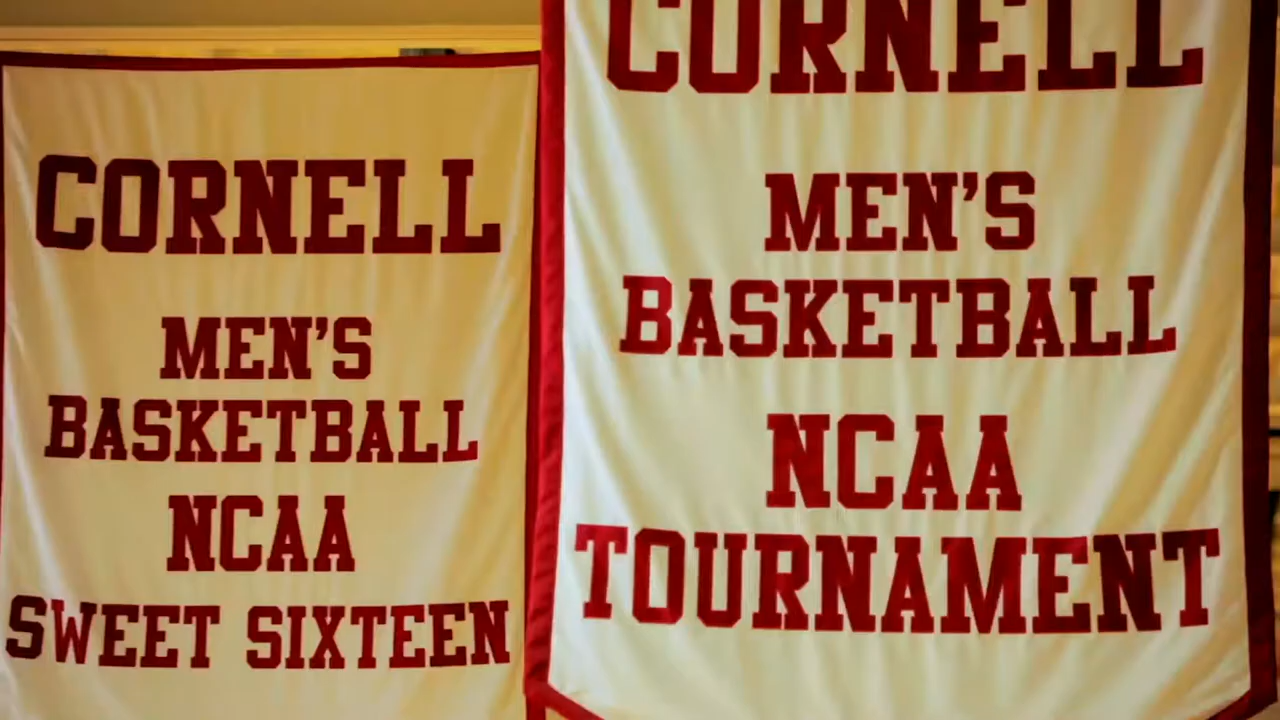 CORNELL
MEN'S
BASKETBALL
NCAA
SWEET SIXTEEN
CORNELL
MEN'S
BASKETBALL
NCAA
TOURNAMENT